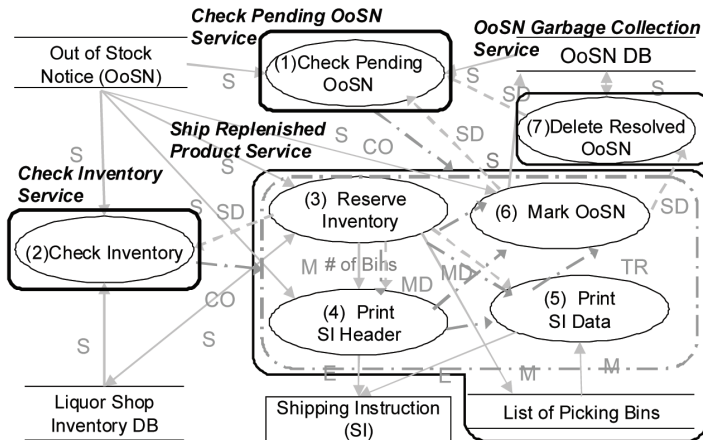 Check Pending OoSN
Service
OoSN Garbage Collection
Service
Out of Stock
Notice (OoSN)
(1)Check Pending
OoSN
OoSN DB
S
S
SD
S
(7)Delete Resolved
OoSN
Ship Replenished
Product Service
S
CO
SD
S
S
S
Check Inventory
Service
S
SD
(3) Reserve
Inventory
(6) Mark OoSN
SD
(2)Check Inventory
M
# of Bins
MD
MD
TR
CO
S
S
(4) Print
SI Header
(5) Print
SI Data
E
E
M
M
Liquor Shop
Inventory DB
Shipping Instruction
(SI)
List of Picking Bins